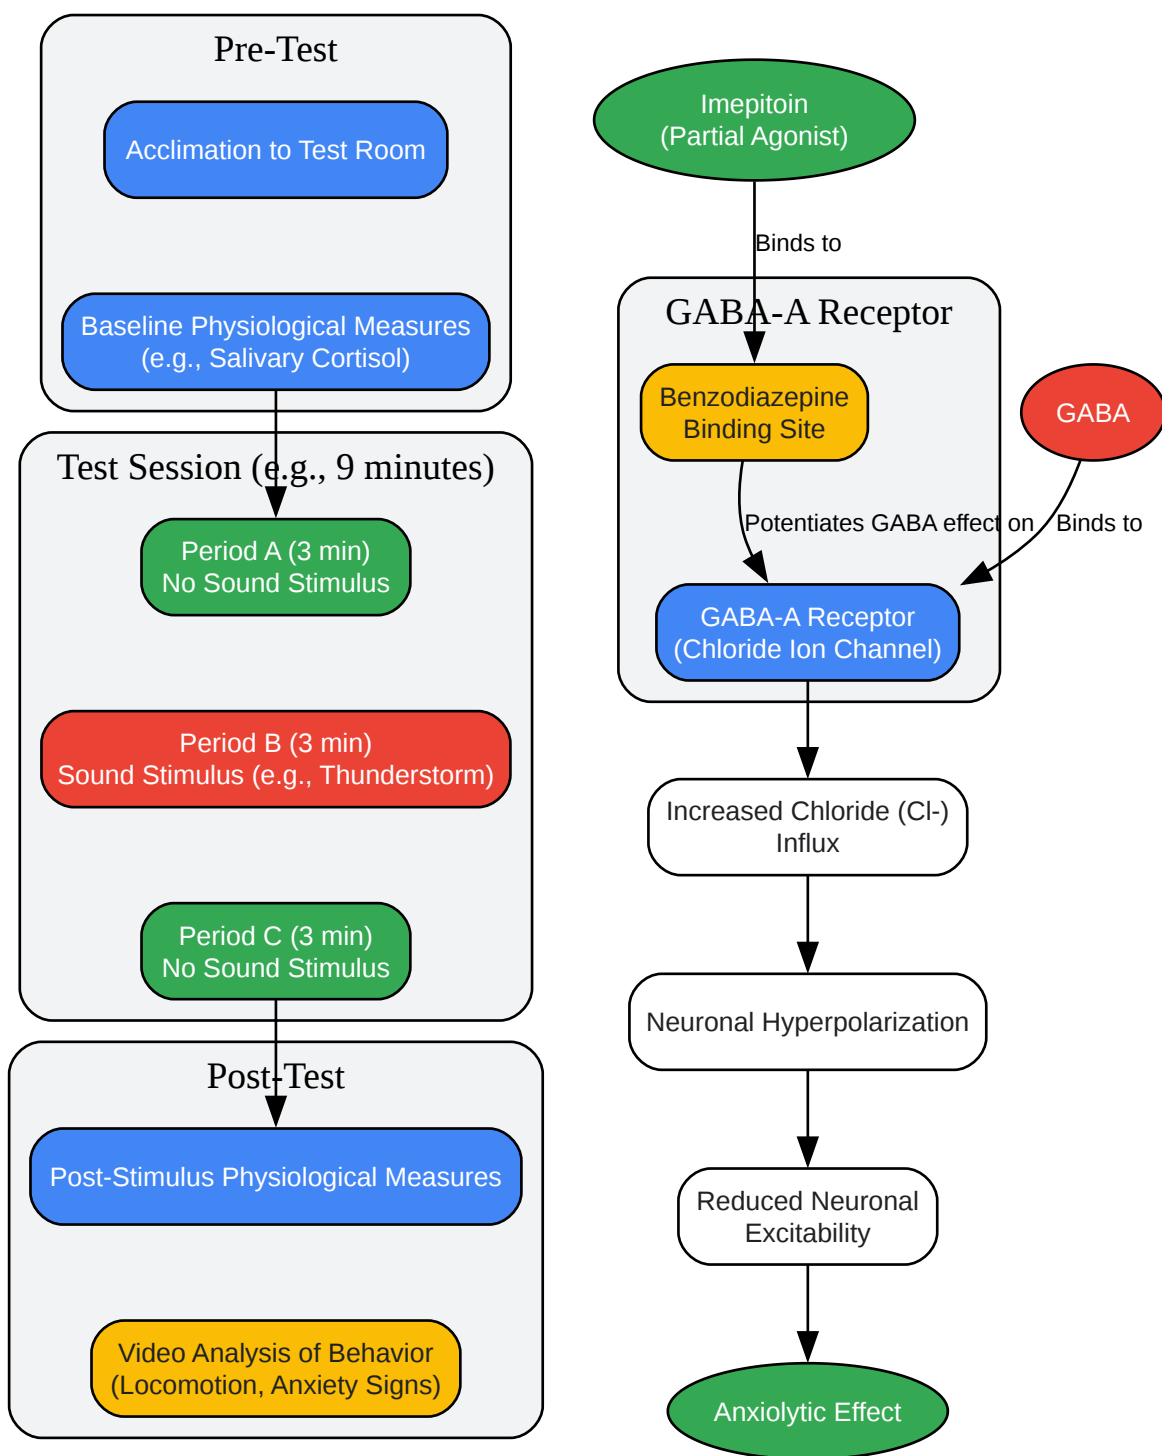 Pre-Test
Acclimation to Test Room
Baseline Physiological Measures
(e.g., Salivary Cortisol)
Test Session (e.g., 9 minutes)
Period A (3 min)
No Sound Stimulus
Period B (3 min)
Sound Stimulus (e.g., Thunderstorm)
Period C (3 min)
No Sound Stimulus
Post-Test
Post-Stimulus Physiological Measures
Video Analysis of Behavior
(Locomotion, Anxiety Signs)
Imepitoin
(Partial Agonist)
Binds to
GABA-A Receptor
Benzodiazepine
Binding Site
GABA
Potentiates GABA effect on
Binds to
GABA-A Receptor
(Chloride Ion Channel)
Increased Chloride (Cl-)
Influx
Neuronal Hyperpolarization
Reduced Neuronal
Excitability
Anxiolytic Effect